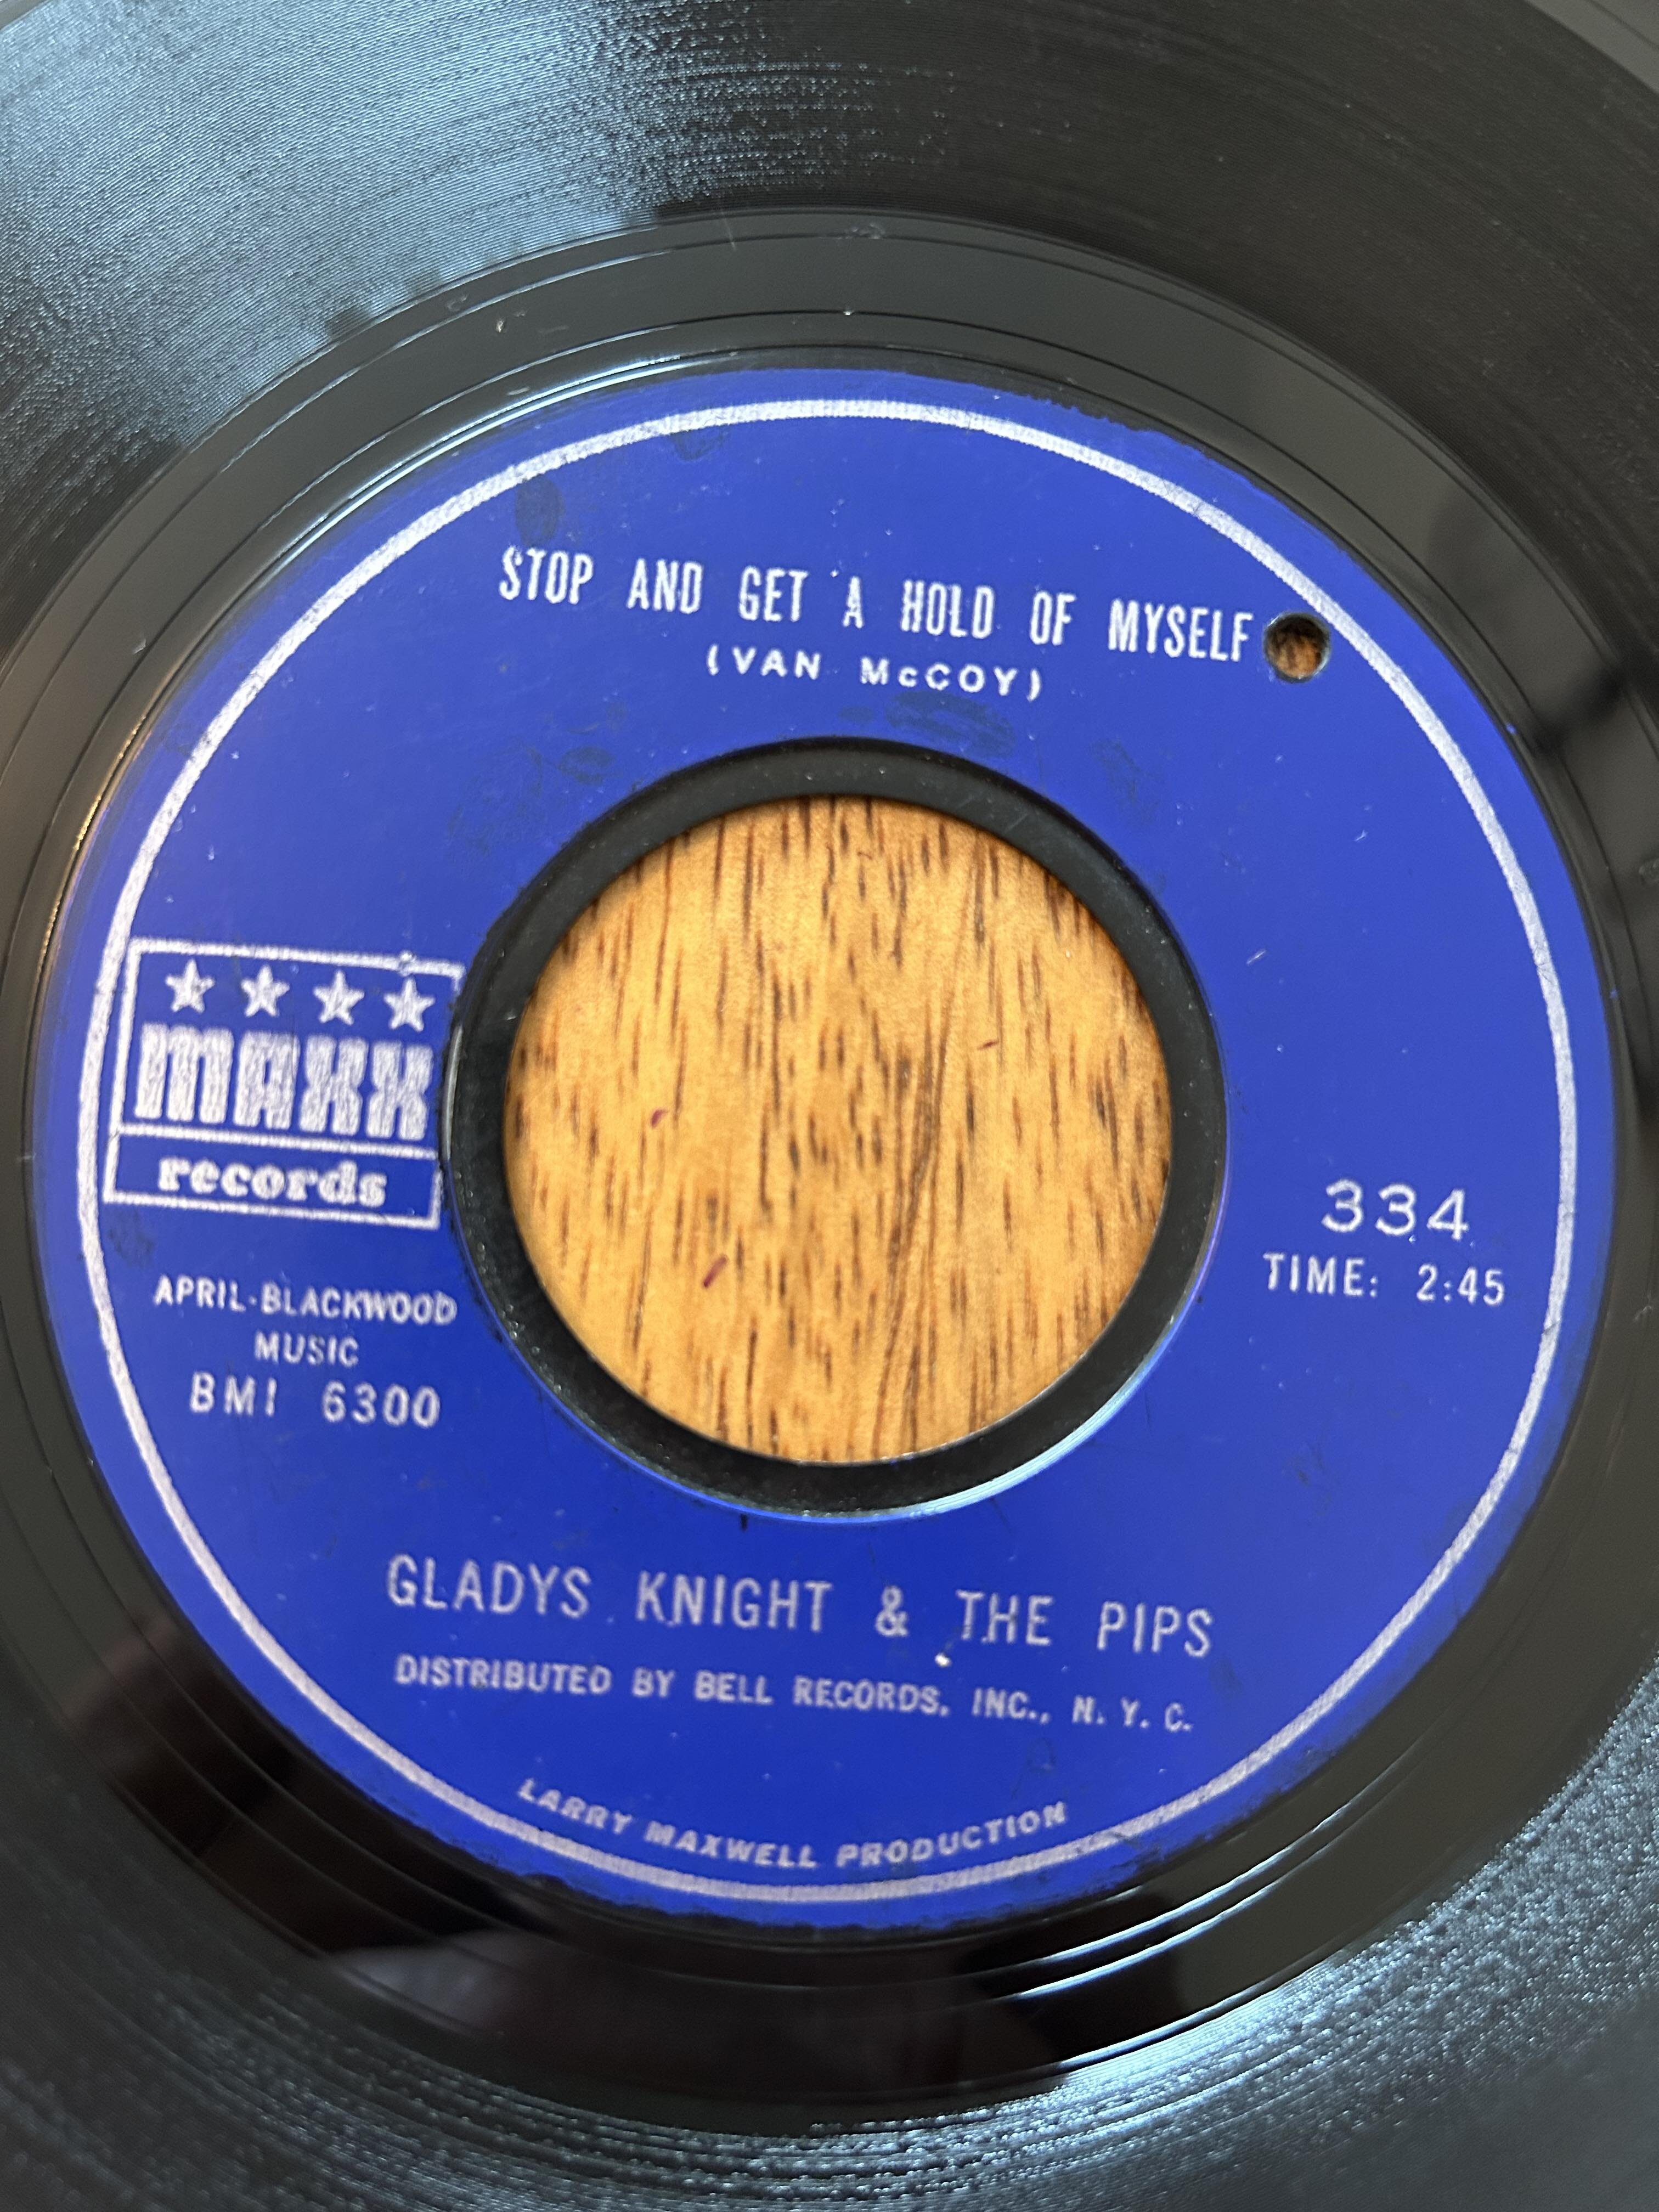 STOP AND GET A HOLD OF MYSELF
(VAN McCOY)
maxx
records
APRIL-BLACKWOOD
MUSIC
BMI 6300
334
TIME: 2:45
GLADYS KNIGHT & THE PIPS
DISTRIBUTED BY BELL RECORDS, INC., N. Y. C.
LARRY MAXWELL PRODUCTION